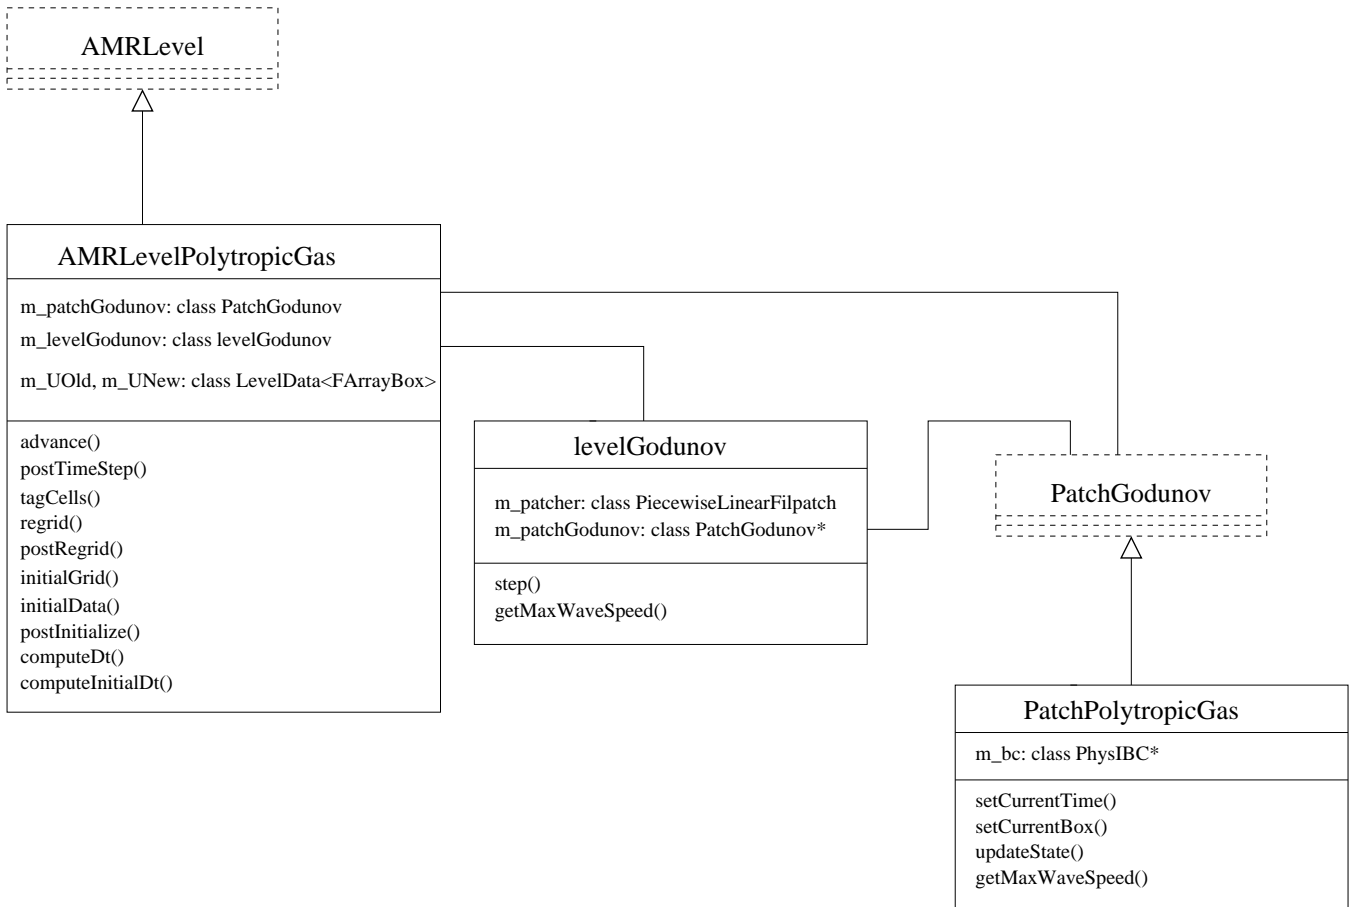 AMRLevel
AMRLevelPolytropicGas
m_patchGodunov: class PatchGodunov
m_levelGodunov: class levelGodunov
m_UOld, m_UNew: class LevelData<FArrayBox>
advance()
postTimeStep()
tagCells()
regrid()
postRegrid()
initialGrid()
initialData()
postInitialize()
computeDt()
computeInitialDt()
levelGodunov
m_patcher: class PiecewiseLinearFilpatch
m_patchGodunov: class PatchGodunov*
step()
getMaxWaveSpeed()
PatchGodunov
PatchPolytropicGas
m_bc: class PhysIBC*
setCurrentTime()
setCurrentBox()
updateState()
getMaxWaveSpeed()